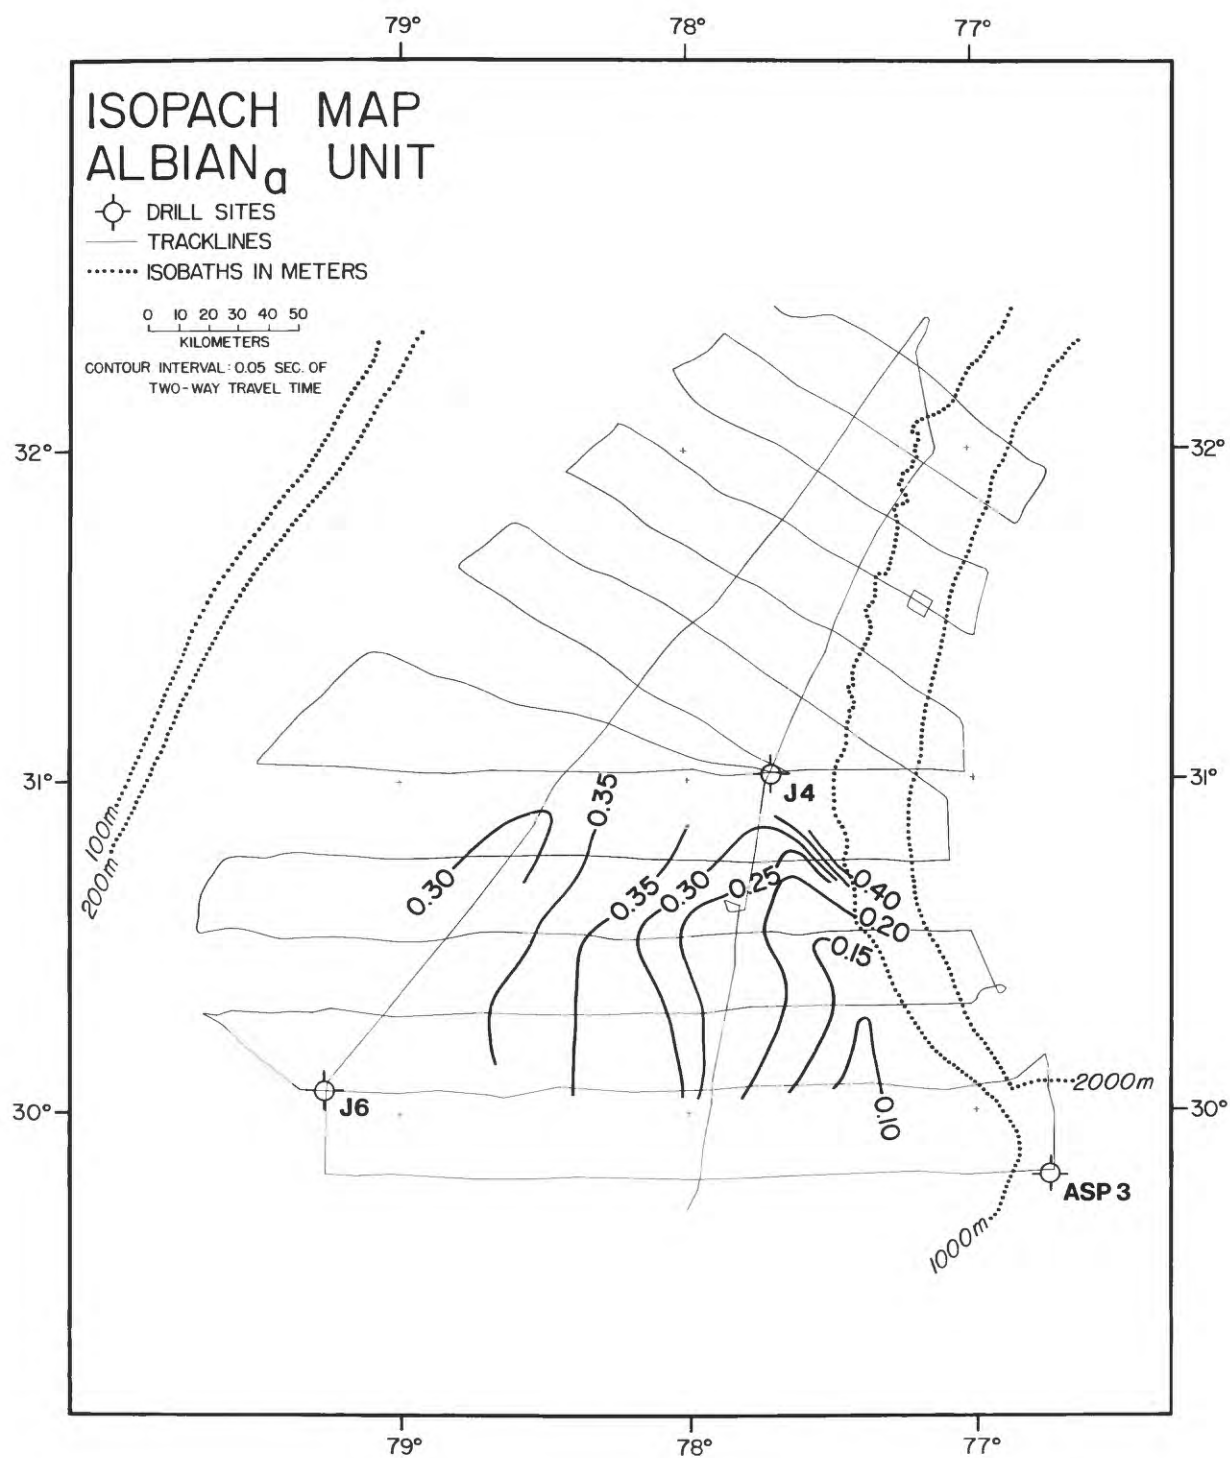 79° 78° 77°
ISOPACH MAP
ALBIANa UNIT
DRILL SITES
TRACKLINES
ISOBATHS IN METERS
0 10 20 30 40 50
KILOMETERS
CONTOUR INTERVAL: 0.05 SEC. OF
TWO-WAY TRAVEL TIME
32° 32°
31° 31°
100m
200m
J4
0.35
0.30
0.35
0.30
0.25
0.40
0.20
0.15
0.10
2000m
30° 30°
J6
ASP 3
1000m
79° 78° 77°